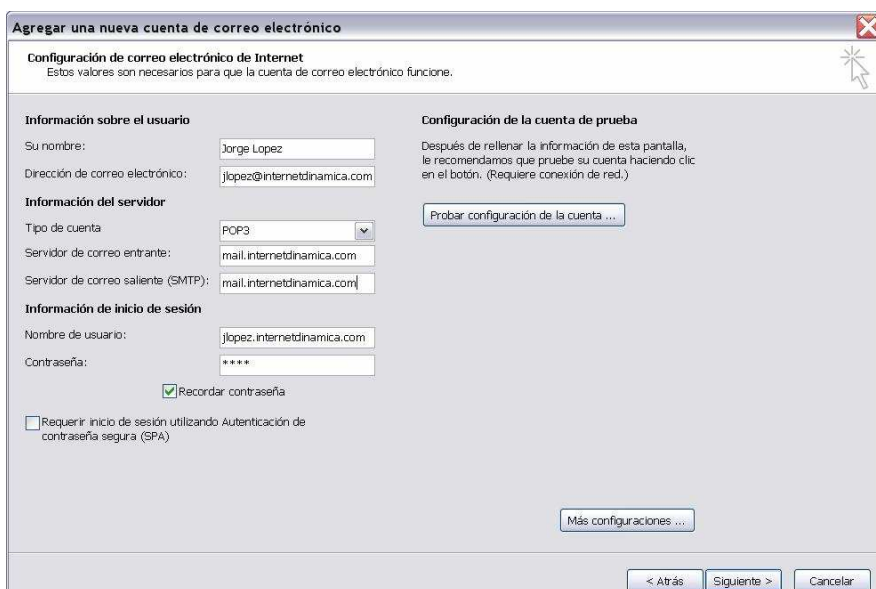 Agregar una nueva cuenta de correo electrónico
Configuración de correo electrónico de Internet
Estos valores son necesarios para que la cuenta de correo electrónico funcione.
Información sobre el usuario
Su nombre:
Jorge Lopez
Dirección de correo electrónico:
jlopez@internetdinamica.com
Información del servidor
Tipo de cuenta
POP3
Servidor de correo entrante:
mail.internetdinamica.com
Servidor de correo saliente (SMTP):
mail.internetdinamica.com
Información de inicio de sesión
Nombre de usuario:
jlopez.internetdinamica.com
Contraseña:
****
Recordar contraseña
Requerir inicio de sesión utilizando Autenticación de
contraseña segura (SPA)
Configuración de la cuenta de prueba
Después de rellenar la información de esta pantalla,
le recomendamos que pruebe su cuenta haciendo clic
en el botón. (Requiere conexión de red.)
Probar configuración de la cuenta ...
Más configuraciones ...
< Atrás
Siguiente >
Cancelar